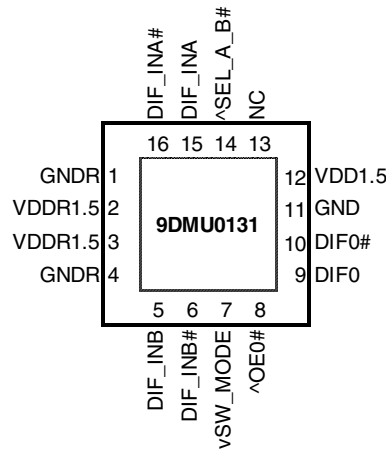 DIF_INA#
DIF_INA
^SEL_A_B#
NC
16 15 14 13
GNDR 1
VDDR1.5 2
VDDR1.5 3
GNDR 4
9DMU0131
12 VDD1.5
11 GND
10 DIF0#
9 DIF0
5 6 7 8
DIF_INB
DIF_INB#
vSW_MODE
^OE0#